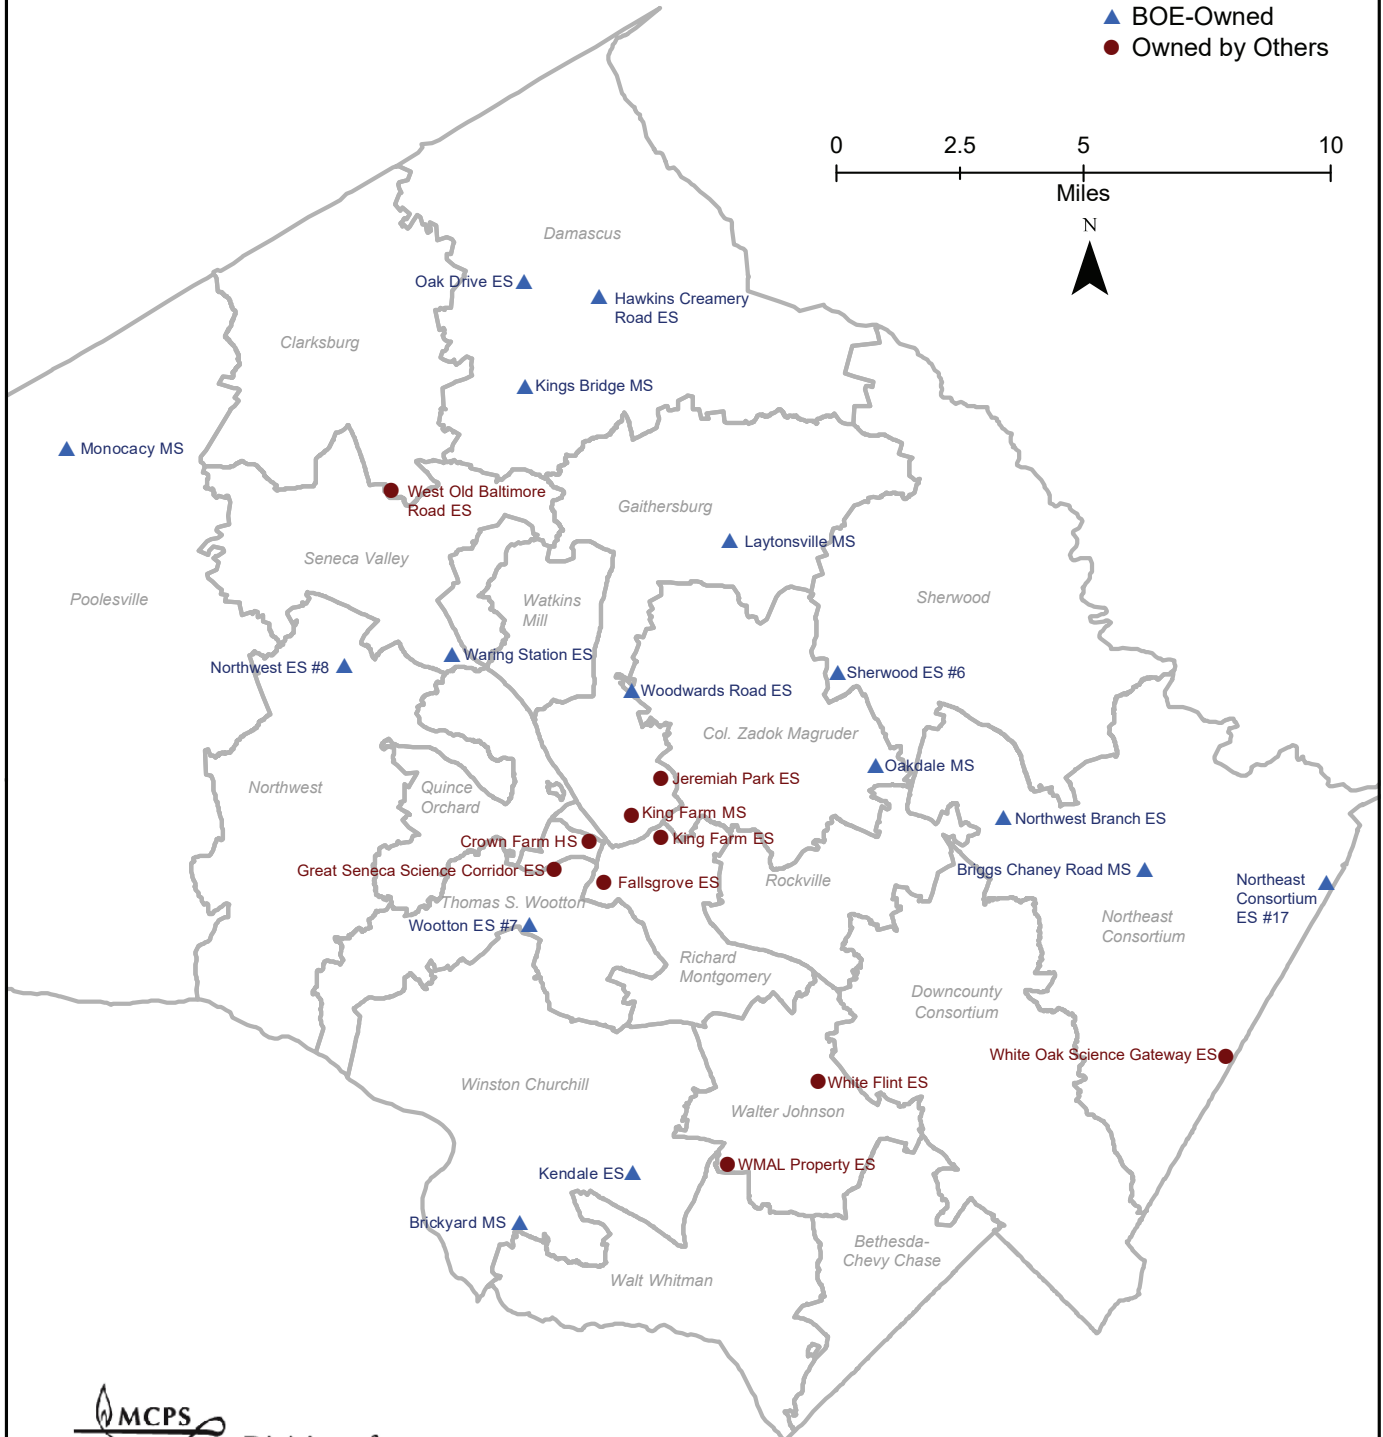 BOE-Owned
Owned by Others
0 2.5 5 10
Miles
N
Damascus
Oak Drive ES
Hawkins Creamery
Road ES
Clarksburg
Kings Bridge MS
Monocacy MS
West Old Baltimore
Road ES
Gaithersburg
Laytonsville MS
Seneca Valley
Poolesville
Watkins
Mill
Sherwood
Northwest ES #8
Waring Station ES
Woodwards Road ES
Sherwood ES #6
Col. Zadok Magruder
Oakdale MS
Jeremiah Park ES
Northwest
Quince
Orchard
King Farm MS
Northwest Branch ES
Crown Farm HS
King Farm ES
Great Seneca Science Corridor ES
Fallsgrove ES
Rockville
Briggs Chaney Road MS
Northeast
Consortium
ES #17
Thomas S. Wootton
Wootton ES #7
Northeast
Consortium
Richard
Montgomery
Downcounty
Consortium
White Oak Science Gateway ES
Winston Churchill
White Flint ES
Walter Johnson
Kendale ES
WMAL Property ES
Brickyard MS
Bethesda-
Chevy Chase
Walt Whitman
MCPS